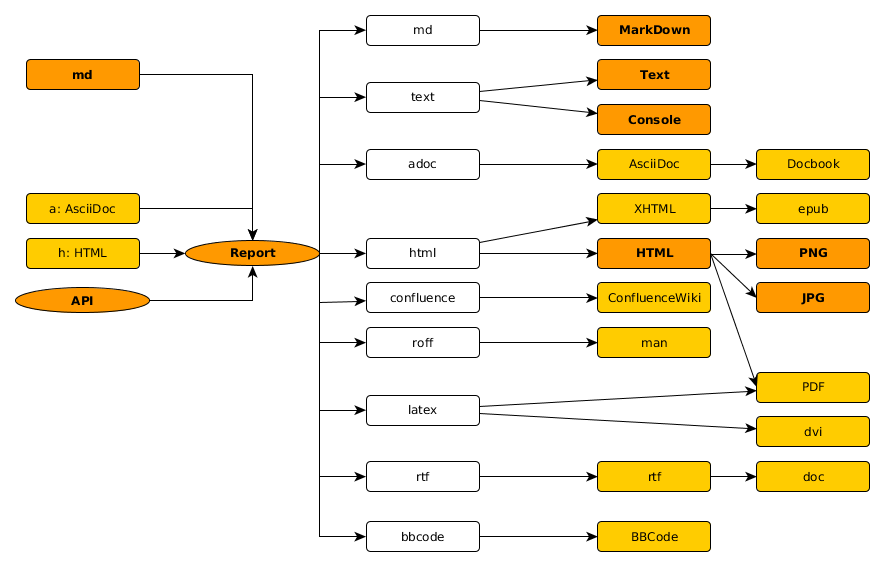 md
a: AsciiDoc
h: HTML
API
Report
md
text
adoc
html
confluence
roff
latex
rtf
bbcode
MarkDown
Text
Console
AsciiDoc
XHTML
HTML
ConfluenceWiki
man
rtf
BBCode
Docbook
epub
PNG
JPG
PDF
dvi
doc